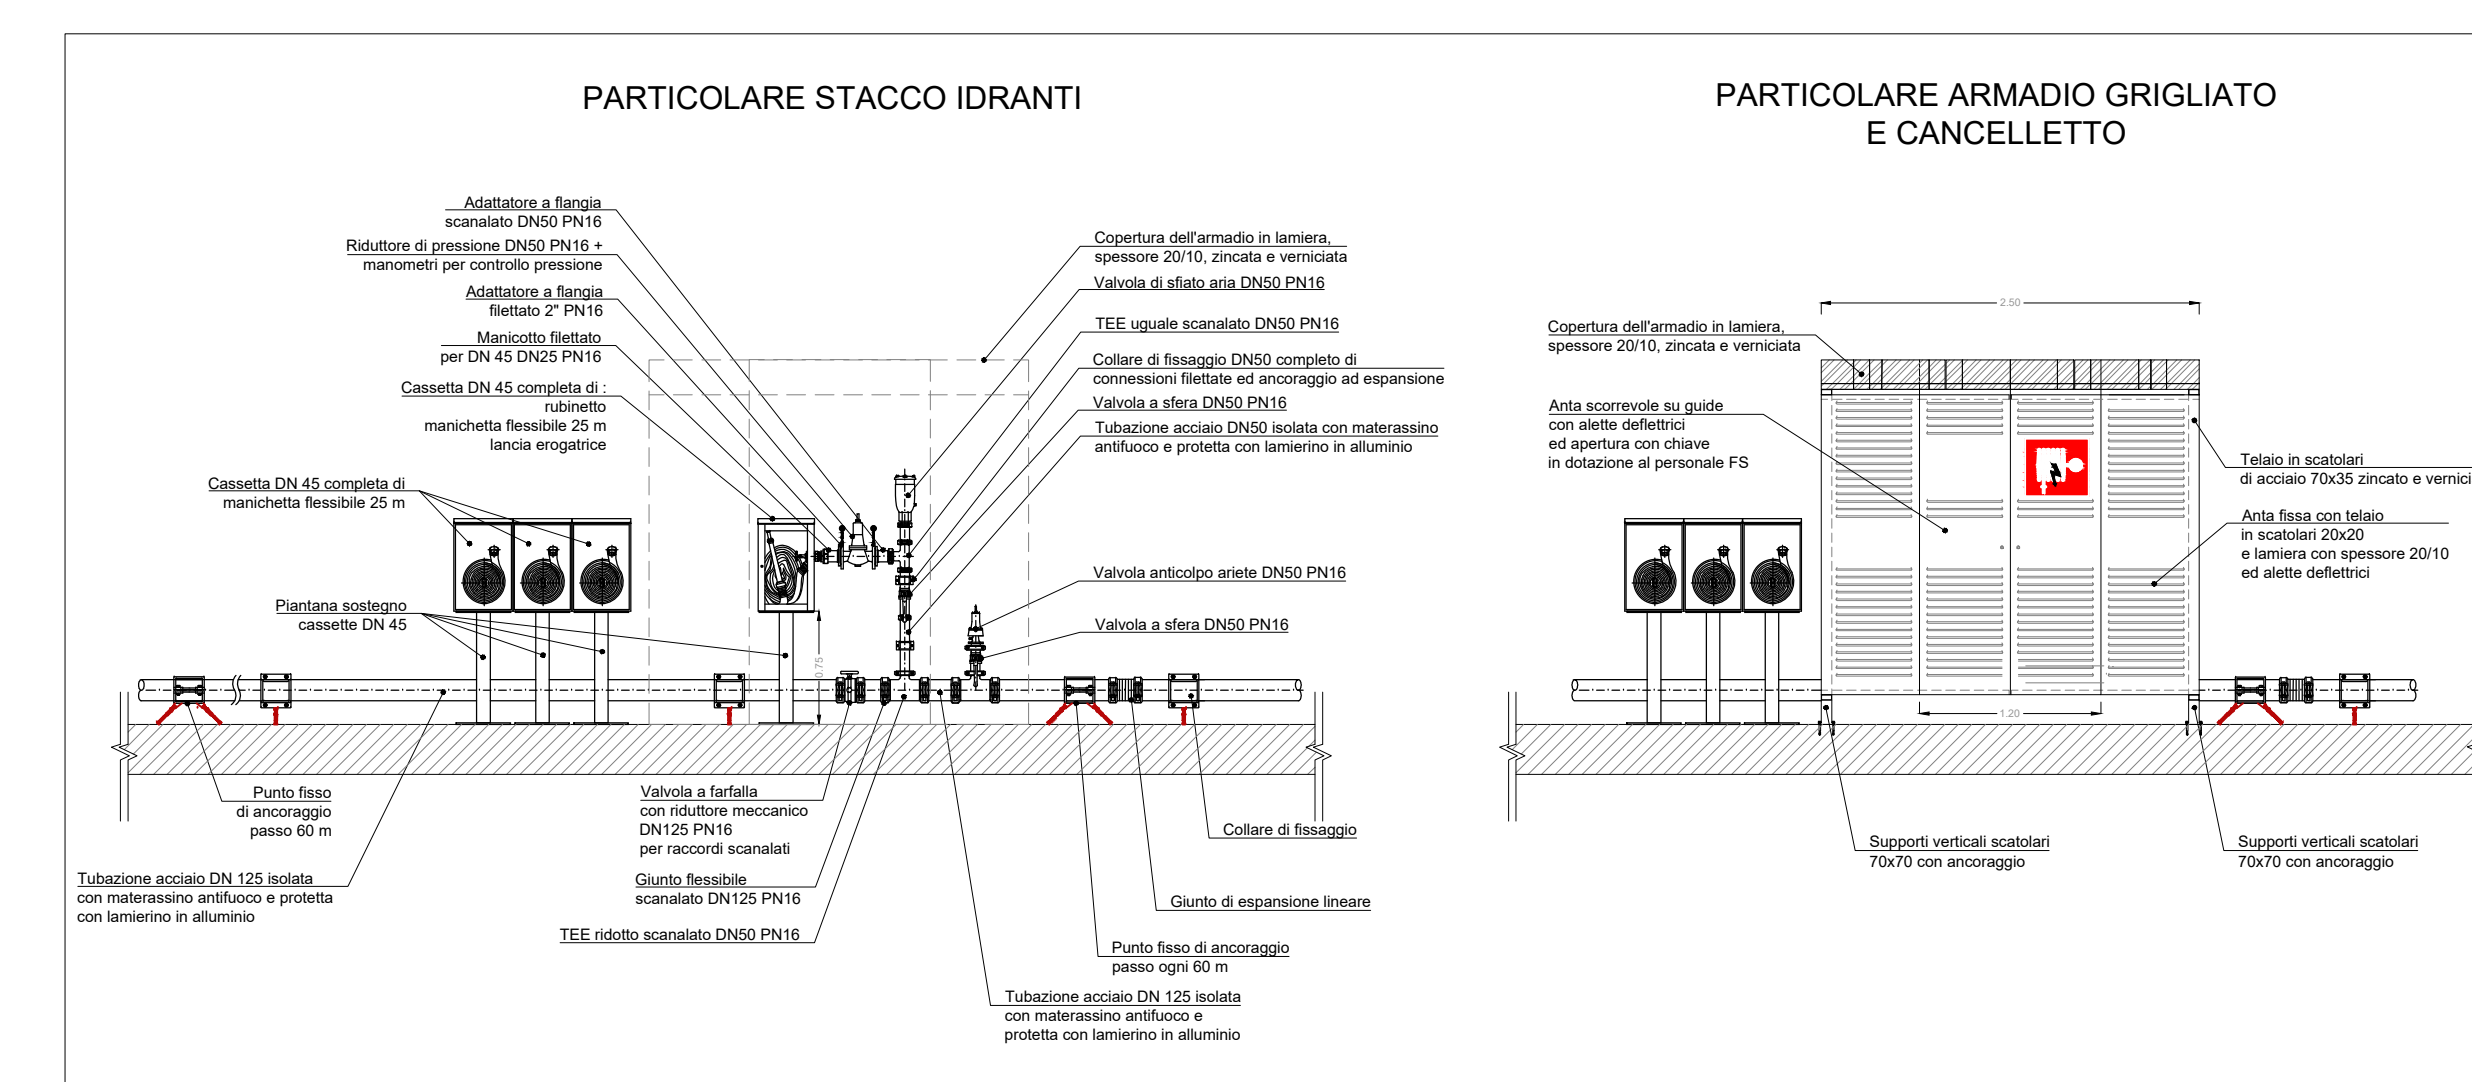 PARTICOLARE STACCO IDRANTI
Adattatore a flangia
scanalato DN50 PN16
Riduttore di pressione DN50 PN16 +
manometri per controllo pressione
Adattatore a flangia
filettato 2" PN16
Manicotto filettato
per DN 45 DN25 PN16
Cassetta DN 45 completa di :
rubinetto
manichetta flessibile 25 m
lancia erogatrice
Cassetta DN 45 completa di
manichetta flessibile 25 m
Piantana sostegno
cassette DN 45
Copertura dell'armadio in lamiera,
spessore 20/10, zincata e verniciata
Valvola di sfiato aria DN50 PN16
TEE uguale scanalato DN50 PN16
Collare di fissaggio DN50 completo di
connessioni filettate ed ancoraggio ad espansione
Valvola a sfera DN50 PN16
Tubazione acciaio DN50 isolata con materassino
antifuoco e protetta con lamierino in alluminio
Valvola anticolpo ariete DN50 PN16
Valvola a sfera DN50 PN16
0.75
Punto fisso
di ancoraggio
passo 60 m
Tubazione acciaio DN 125 isolata
con materassino antifuoco e protetta
con lamierino in alluminio
Valvola a farfalla
con riduttore meccanico
DN125 PN16
per raccordi scanalati
Giunto flessibile
scanalato DN125 PN16
TEE ridotto scanalato DN50 PN16
Collare di fissaggio
Giunto di espansione lineare
Punto fisso di ancoraggio
passo ogni 60 m
Tubazione acciaio DN 125 isolata
con materassino antifuoco e
protetta con lamierino in alluminio
PARTICOLARE ARMADIO GRIGLIATO
E CANCELLETTO
2.50
Copertura dell'armadio in lamiera,
spessore 20/10, zincata e verniciata
Anta scorrevole su guide
con alette deflettrici
ed apertura con chiave
in dotazione al personale FS
Telaio in scatolari
di acciaio 70x35 zincato e vernici
Anta fissa con telaio
in scatolari 20x20
e lamiera con spessore 20/10
ed alette deflettrici
1.20
Supporti verticali scatolari
70x70 con ancoraggio
Supporti verticali scatolari
70x70 con ancoraggio